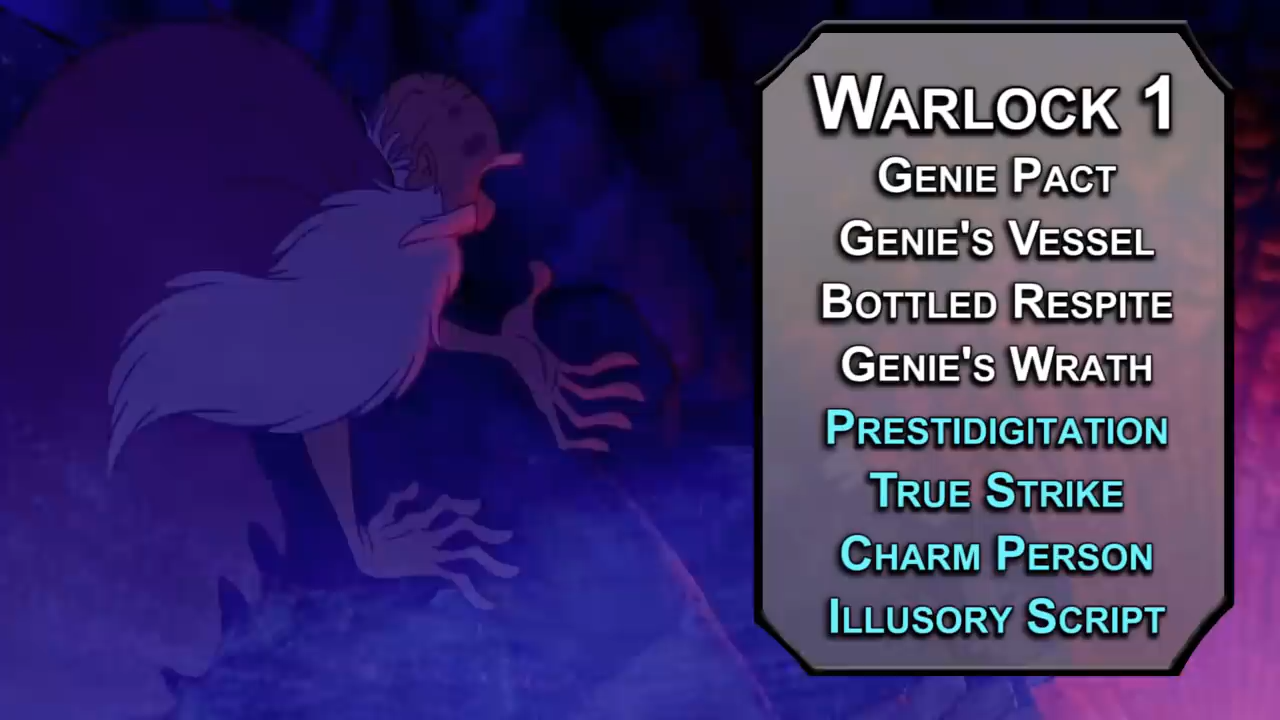 Warlock 1
Genie Pact
Genie's Vessel
Bottled Respite
Genie's Wrath
Prestidigitation
True Strike
Charm Person
Illusory Script